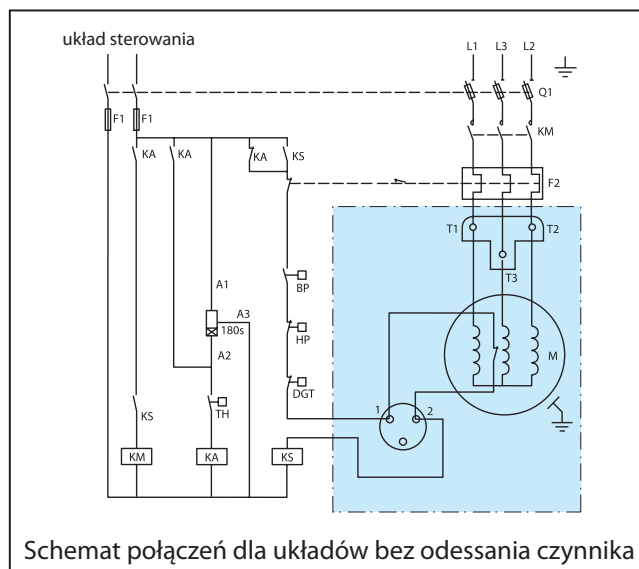 układ sterowania
L1 L3 L2
Q1
F1 F1
KM
KA KA KA KS
F2
T1 T2
T3
A1
BP
A3
180s
HP
M
A2
DGT
1 2
KS TH
KM KA KS
Schemat połączeń dla układów bez odessania czynnika